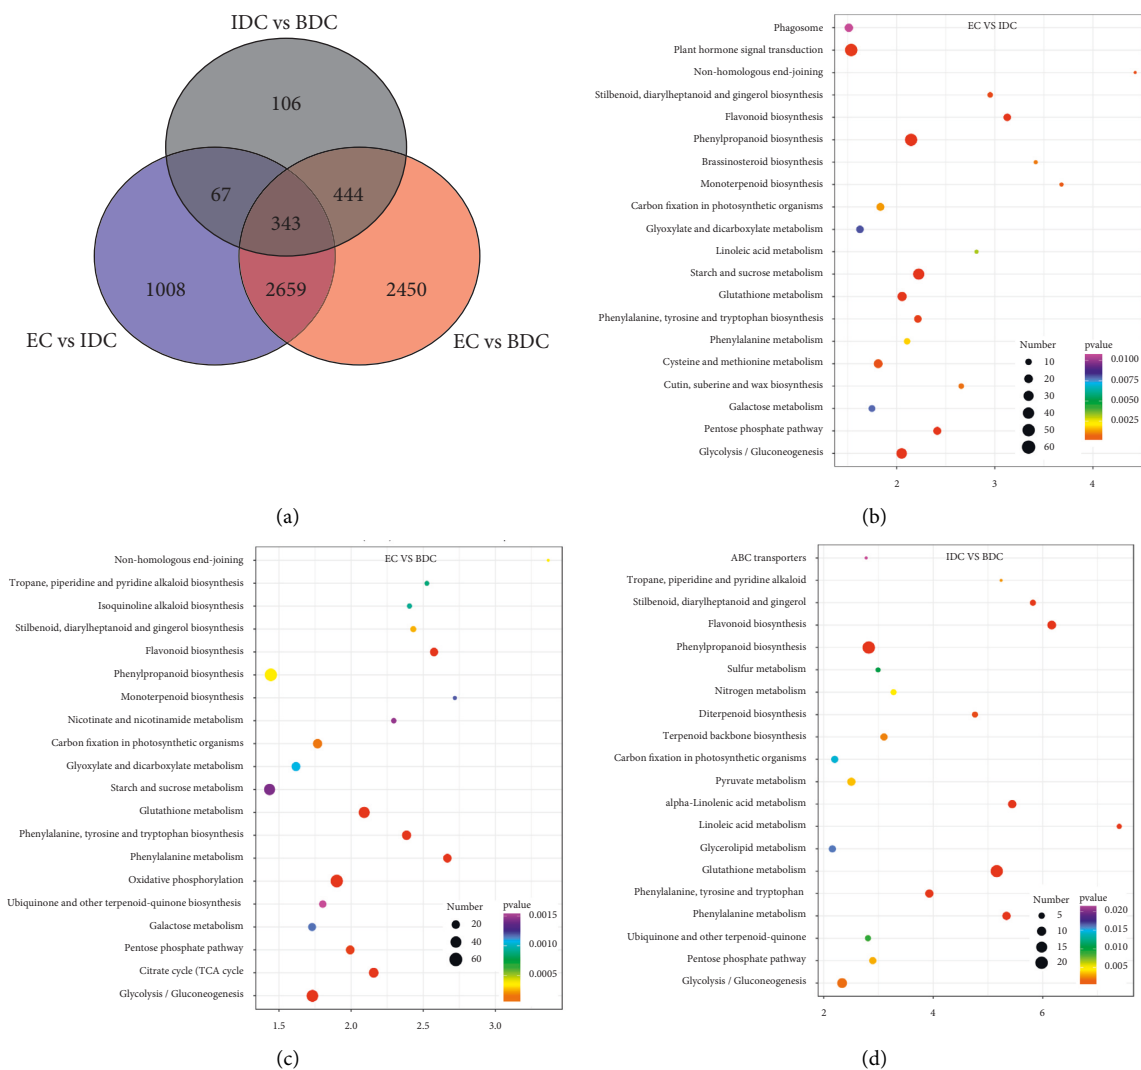 IDC vs BDC
106
67
444
343
1008
2659
2450
EC vs IDC
EC vs BDC
(a)
EC VS IDC
Phagosome
Plant hormone signal transduction
Non-homologous end-joining
Stilbenoid, diarylheptanoid and gingerol biosynthesis
Flavonoid biosynthesis
Phenylpropanoid biosynthesis
Brassinosteroid biosynthesis
Monoterpenoid biosynthesis
Carbon fixation in photosynthetic organisms
Glyoxylate and dicarboxylate metabolism
Linoleic acid metabolism
Starch and sucrose metabolism
Glutathione metabolism
Phenylalanine, tyrosine and tryptophan biosynthesis
Phenylalanine metabolism
Cysteine and methionine metabolism
Cutin, suberine and wax biosynthesis
Galactose metabolism
Pentose phosphate pathway
Glycolysis / Gluconeogenesis
Number
10
20
30
40
50
60
pvalue
0.0100
0.0075
0.0050
0.0025
2
3
4
(b)
EC VS BDC
Non-homologous end-joining
Tropane, piperidine and pyridine alkaloid biosynthesis
Isoquinoline alkaloid biosynthesis
Stilbenoid, diarylheptanoid and gingerol biosynthesis
Flavonoid biosynthesis
Phenylpropanoid biosynthesis
Monoterpenoid biosynthesis
Nicotinate and nicotinamide metabolism
Carbon fixation in photosynthetic organisms
Glyoxylate and dicarboxylate metabolism
Starch and sucrose metabolism
Glutathione metabolism
Phenylalanine, tyrosine and tryptophan biosynthesis
Phenylalanine metabolism
Oxidative phosphorylation
Ubiquinone and other terpenoid-quinone biosynthesis
Galactose metabolism
Pentose phosphate pathway
Citrate cycle (TCA cycle
Glycolysis / Gluconeogenesis
Number
20
40
60
pvalue
0.0015
0.0010
0.0005
1.5
2.0
2.5
3.0
(c)
IDC VS BDC
ABC transporters
Tropane, piperidine and pyridine alkaloid
Stilbenoid, diarylheptanoid and gingerol
Flavonoid biosynthesis
Phenylpropanoid biosynthesis
Sulfur metabolism
Nitrogen metabolism
Diterpenoid biosynthesis
Terpenoid backbone biosynthesis
Carbon fixation in photosynthetic organisms
Pyruvate metabolism
alpha-Linolenic acid metabolism
Linoleic acid metabolism
Glycerolipid metabolism
Glutathione metabolism
Phenylalanine, tyrosine and tryptophan
Phenylalanine metabolism
Ubiquinone and other terpenoid-quinone
Pentose phosphate pathway
Glycolysis / Gluconeogenesis
Number
5
10
15
20
pvalue
0.020
0.015
0.010
0.005
2
4
6
(d)